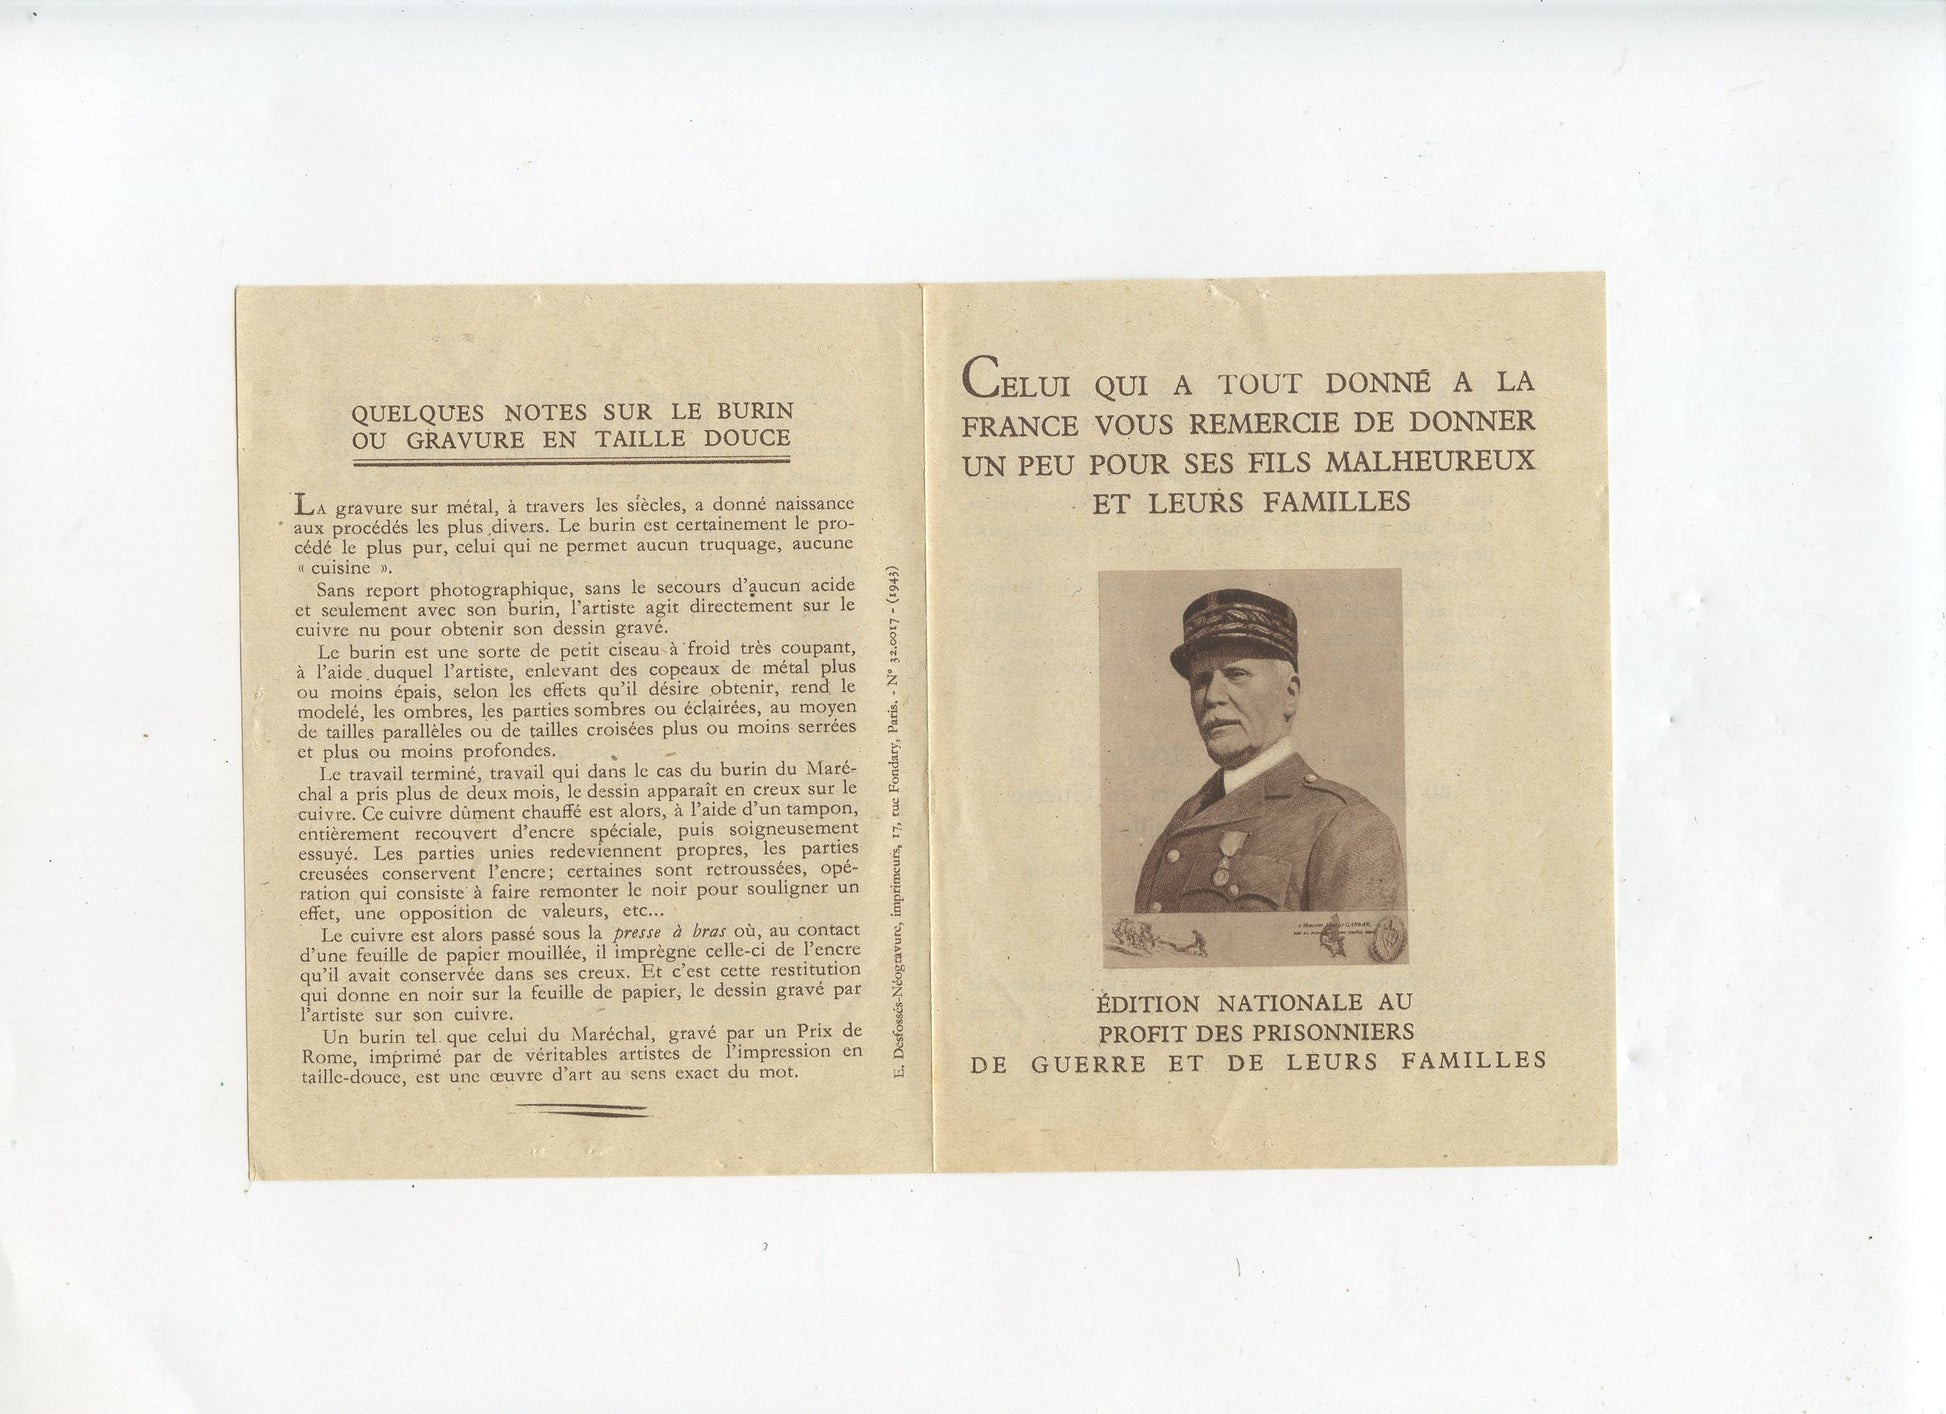 QUELQUES NOTES SUR LE BURIN
OU GRAVURE EN TAILLE DOUCE
LA gravure sur métal, à travers les siècles, a donné naissance
aux procédés les plus divers. Le burin est certainement le pro-
cédé le plus pur, celui qui ne permet aucun truquage, aucune
« cuisine ».
Sans report photographique, sans le secours d'aucun acide
et seulement avec son burin, l'artiste agit directement sur le
cuivre nu pour obtenir son dessin gravé.
Le burin est une sorte de petit ciseau à froid très coupant,
à l'aide duquel l'artiste, enlevant des copeaux de métal plus
ou moins épais, selon les effets qu'il désire obtenir, rend le
modelé, les ombres, les parties sombres ou éclairées, au moyen
de tailles parallèles ou de tailles croisées plus ou moins serrées
et plus ou moins profondes.
Le travail terminé, travail qui dans le cas du burin du Maré-
chal a pris plus de deux mois, le dessin apparaît en creux sur le
cuivre. Ce cuivre dûment chauffé est alors, à l'aide d'un tampon,
entièrement recouvert d'encre spéciale, puis soigneusement
essuyé. Les parties unies redeviennent propres, les parties
creusées conservent l'encre; certaines sont retroussées, opé-
ration qui consiste à faire remonter le noir pour souligner un
effet, une opposition de valeurs, etc...
Le cuivre est alors passé sous la presse à bras où, au contact
d'une feuille de papier mouillée, il imprègne celle-ci de l'encre
qu'il avait conservée dans ses creux. Et c'est cette restitution
qui donne en noir sur la feuille de papier, le dessin gravé par
l'artiste sur son cuivre.
Un burin tel que celui du Maréchal, gravé par un Prix de
Rome, imprimé par de véritables artistes de l'impression en
taille-douce, est une œuvre d'art au sens exact du mot.
E. Desfossés-Néogravure, imprimeurs, 17, rue Fondary, Paris. - N° 32.0017 - (1943)
CELUI QUI A TOUT DONNÉ A LA
FRANCE VOUS REMERCIE DE DONNER
UN PEU POUR SES FILS MALHEUREUX
ET LEURS FAMILLES
à Monsieur GARBAN,
ÉDITION NATIONALE AU
PROFIT DES PRISONNIERS
DE GUERRE ET DE LEURS FAMILLES